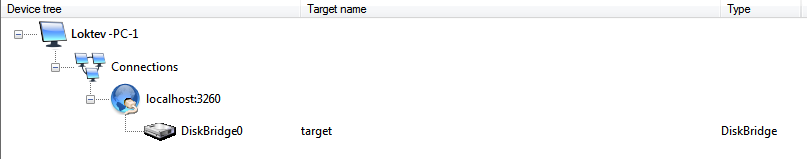 Device tree Target name Type
Loktev -PC-1
Connections
localhost:3260
DiskBridge0 target DiskBridge